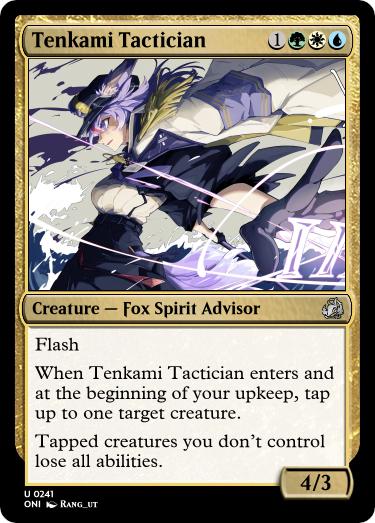 Tenkami Tactician 1
Creature — Fox Spirit Advisor
Flash
When Tenkami Tactician enters and
at the beginning of your upkeep, tap
up to one target creature.
Tapped creatures you don't control
lose all abilities.
4/3
U 0241
ONI RANG_UT